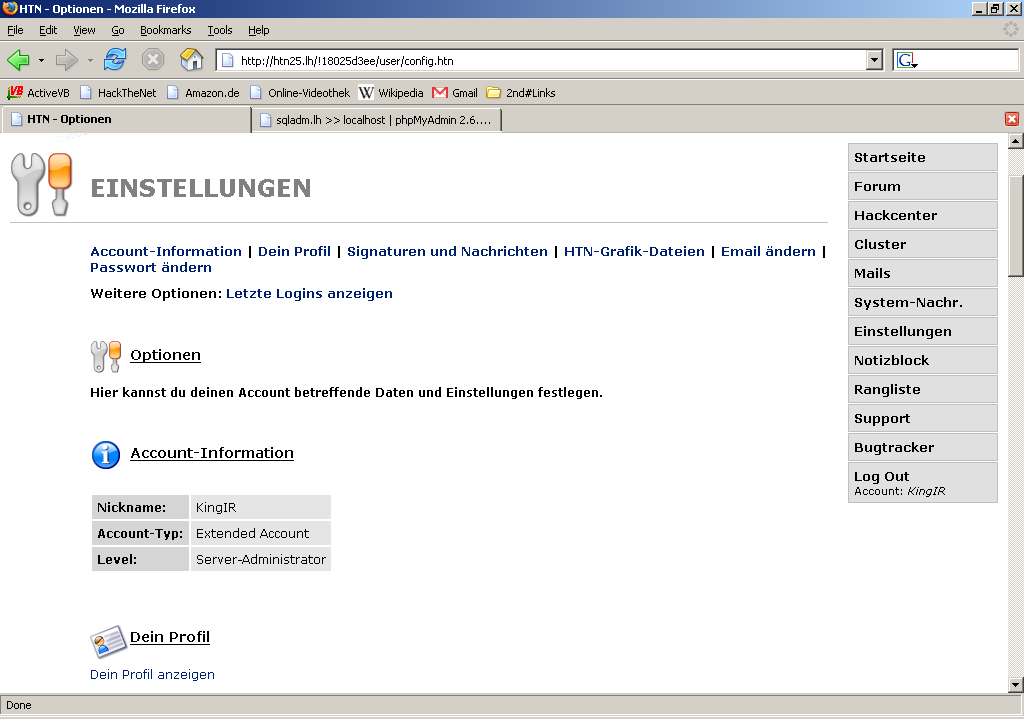 HTN - Optionen - Mozilla Firefox
File Edit View Go Bookmarks Tools Help
http://htn25.lh/!18025d3ee/user/config.htn
G
ActiveVB HackTheNet Amazon.de Online-Videothek W Wikipedia Gmail 2nd#Links
HTN - Optionen sqladm.lh >> localhost | phpMyAdmin 2.6....
EINSTELLUNGEN
Account-Information | Dein Profil | Signaturen und Nachrichten | HTN-Grafik-Dateien | Email ändern |
Passwort ändern
Weitere Optionen: Letzte Logins anzeigen
Optionen
Hier kannst du deinen Account betreffende Daten und Einstellungen festlegen.
Account-Information
Nickname: KingIR
Account-Typ: Extended Account
Level: Server-Administrator
Dein Profil
Dein Profil anzeigen
Startseite
Forum
Hackcenter
Cluster
Mails
System-Nachr.
Einstellungen
Notizblock
Rangliste
Support
Bugtracker
Log Out
Account: KingIR
Done